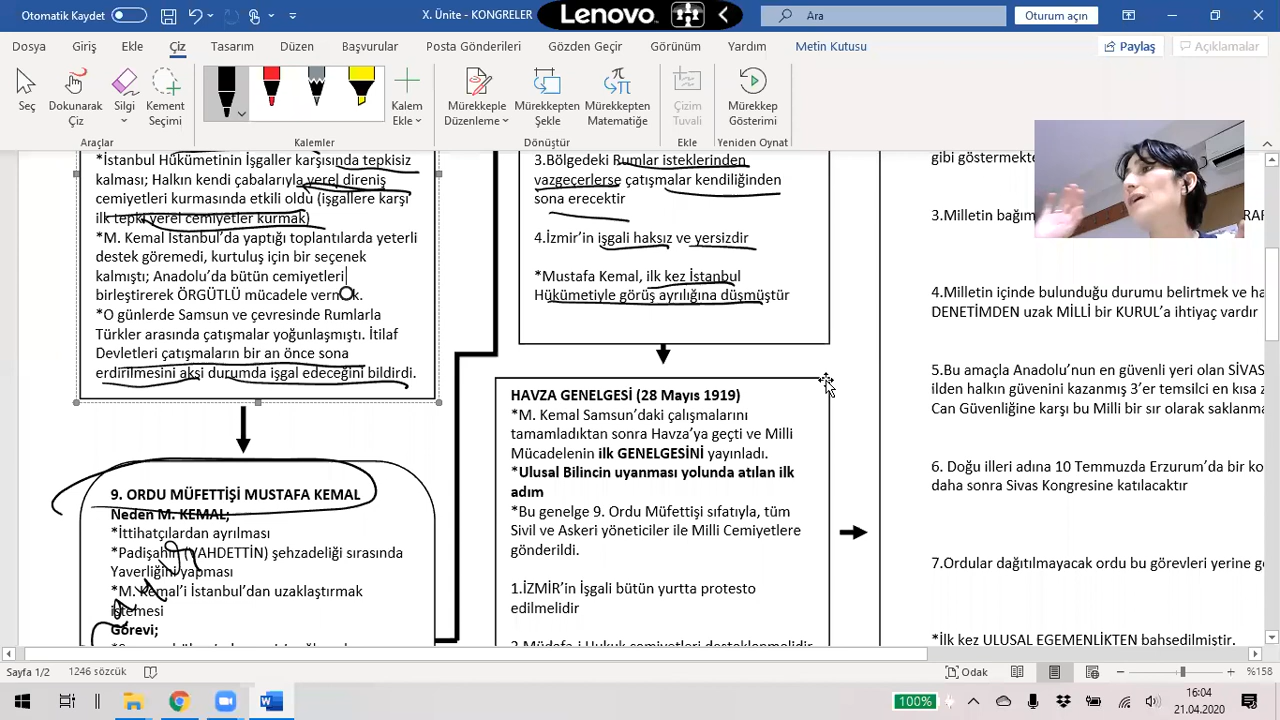 Otomatik Kaydet
X. Ünite - KONGRELER
Lenovo
Ara
Oturum açın
Dosya
Giriş
Ekle
Çiz
Tasarım
Düzen
Başvurular
Posta Gönderileri
Gözden Geçir
Görünüm
Yardım
Metin Kutusu
Paylaş
Açıklamalar
Seç
Dokunarak
Çiz
Silgi
Kement
Seçimi
Kalem
Ekle
Mürekkeple
Düzenleme
Mürekkepten
Şekle
Mürekkepten
Matematiğe
Çizim
Tuvali
Mürekkep
Gösterimi
Araçlar
Kalemler
Dönüştür
Ekle
Yeniden Oynat
*İstanbul Hükümetinin İşgaller karşısında tepkisiz
kalması; Halkın kendi çabalarıyla yerel direniş
cemiyetleri kurmasında etkili oldu (işgallere karşı
ilk tepki yerel cemiyetler kurmak)
*M. Kemal İstanbul'da yaptığı toplantılarda yeterli
destek göremedi, kurtuluş için bir seçenek
kalmıştı; Anadolu'da bütün cemiyetleri
birleştirerek ÖRGÜTLÜ mücadele vermek.
*O günlerde Samsun ve çevresinde Rumlarla
Türkler arasında çatışmalar yoğunlaşmıştı. İtilaf
Devletleri çatışmaların bir an önce sona
erdirilmesini aksi durumda işgal edeceğini bildirdi.
9. ORDU MÜFETTİŞİ MUSTAFA KEMAL
Neden M. KEMAL;
*İttihatçılardan ayrılması
*Padişahın (VAHDETTİN) şehzadeliği sırasında
Yaverliğini yapması
*M. Kemal'i İstanbul'dan uzaklaştırmak
istemesi
Görevi;
3.Bölgedeki Rumlar isteklerinden
vazgeçerlerse çatışmalar kendiliğinden
sona erecektir
4.İzmir'in işgali haksız ve yersizdir
*Mustafa Kemal, ilk kez İstanbul
Hükümetiyle görüş ayrılığına düşmüştür
HAVZA GENELGESİ (28 Mayıs 1919)
*M. Kemal Samsun'daki çalışmalarını
tamamladıktan sonra Havza'ya geçti ve Milli
Mücadelenin ilk GENELGESİNİ yayınladı.
*Ulusal Bilincin uyanması yolunda atılan ilk
adım
*Bu genelge 9. Ordu Müfettişi sıfatıyla, tüm
Sivil ve Askeri yöneticiler ile Milli Cemiyetlere
gönderildi.
1.İZMİR'in İşgali bütün yurtta protesto
edilmelidir
2.Müdafa-i Hukuk cemiyetleri desteklenmelidir
gibi göstermekte
3.Milletin bağım
RAR
4.Milletin içinde bulunduğu durumu belirtmek ve ha
DENETİMDEN uzak MİLLİ bir KURUL'a ihtiyaç vardır
5.Bu amaçla Anadolu'nun en güvenli yeri olan SİVAS
ilden halkın güvenini kazanmış 3'er temsilci en kısa z
Can Güvenliğine karşı bu Milli bir sır olarak saklanma
6. Doğu illeri adına 10 Temmuzda Erzurum'da bir ko
daha sonra Sivas Kongresine katılacaktır
7.Ordular dağıtılmayacak ordu bu görevleri yerine ge
*İlk kez ULUSAL EGEMENLİKTEN bahsedilmiştir.
Sayfa 1/2
1246 sözcük
Odak
%158
100%
16:04
21.04.2020